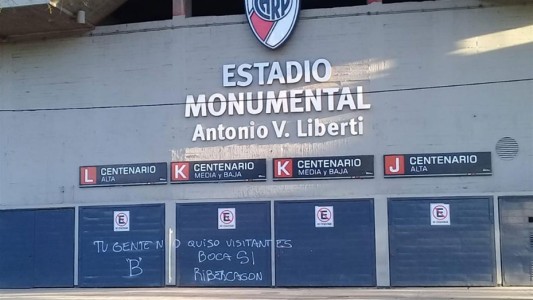 CARP
ESTADIO
MONUMENTAL
Antonio V. Liberti
L CENTENARIO ALTA
K CENTENARIO MEDIA y BAJA
K CENTENARIO MEDIA y BAJA
J CENTENARIO ALTA
E
E
E
E
TU GENTE NO QUISO VISITANTES
BOCA SI
B'
RIBERCAGON